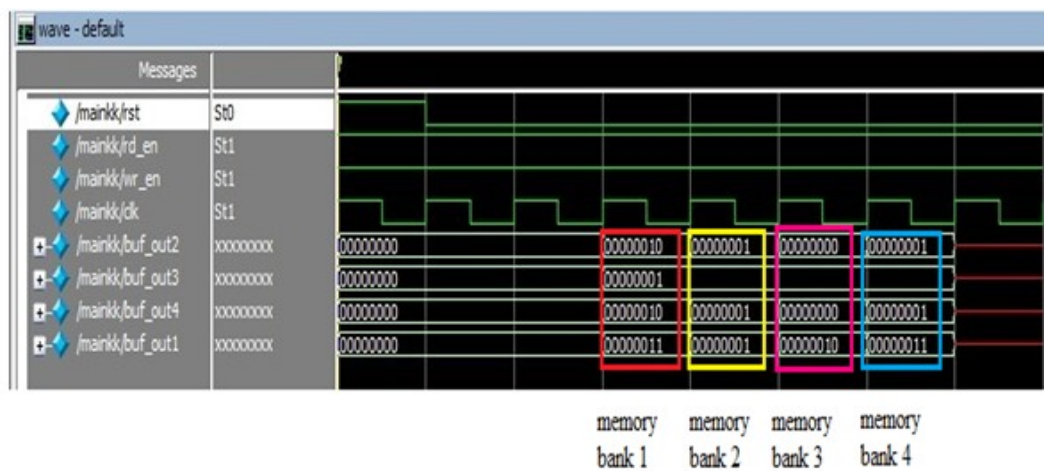 wave - default
Messages
/mainkk/rst St0
/mainkk/rd_en St1
/mainkk/wr_en St1
/mainkk/clk St1
/mainkk/buf_out2 xxxxxxxx 00000000 00000010 00000001 00000000 00000001
/mainkk/buf_out3 xxxxxxxx 00000000 00000001
/mainkk/buf_out4 xxxxxxxx 00000000 00000010 00000001 00000000 00000001
/mainkk/buf_out1 xxxxxxxx 00000000 00000011 00000001 00000010 00000011
memory memory memory memory
bank 1 bank 2 bank 3 bank 4